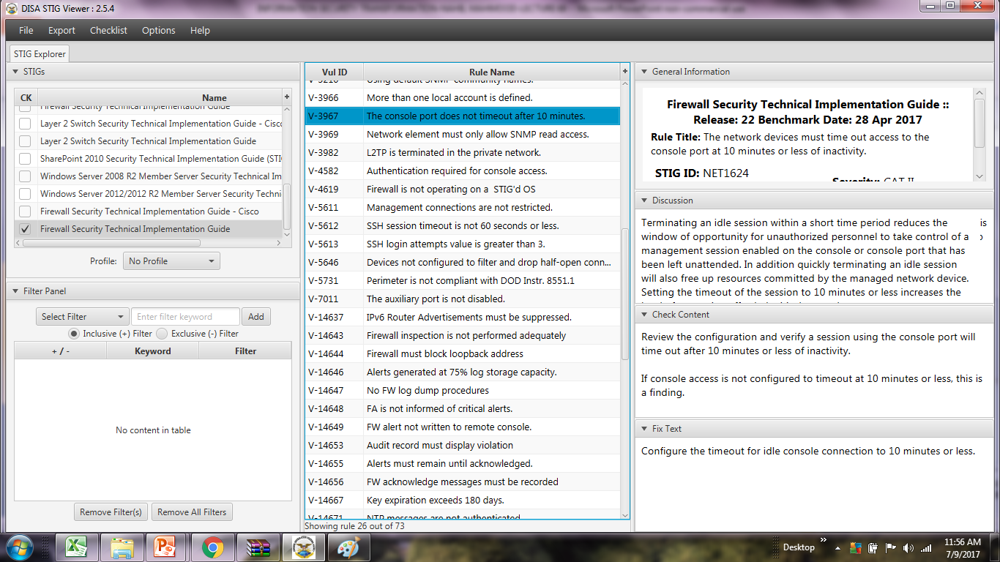 DISA STIG Viewer : 2.5.4
File Export Checklist Options Help
STIG Explorer
STIGs
CK Name +
Firewall Security Technical Implementation Guide
Layer 2 Switch Security Technical Implementation Guide - Cisco
Layer 2 Switch Security Technical Implementation Guide
SharePoint 2010 Security Technical Implementation Guide (STI
Windows Server 2008 R2 Member Server Security Technical Im
Windows Server 2012/2012 R2 Member Server Security Techni
Firewall Security Technical Implementation Guide - Cisco
Firewall Security Technical Implementation Guide
Profile: No Profile
Filter Panel
Select Filter Enter filter keyword Add
Inclusive (+) Filter Exclusive (-) Filter
+ / - Keyword Filter
No content in table
Remove Filter(s) Remove All Filters
Vul ID Rule Name +
V-3210 Using default SNMP community names.
V-3966 More than one local account is defined.
V-3967 The console port does not timeout after 10 minutes.
V-3969 Network element must only allow SNMP read access.
V-3982 L2TP is terminated in the private network.
V-4582 Authentication required for console access.
V-4619 Firewall is not operating on a STIG'd OS
V-5611 Management connections are not restricted.
V-5612 SSH session timeout is not 60 seconds or less.
V-5613 SSH login attempts value is greater than 3.
V-5646 Devices not configured to filter and drop half-open conn...
V-5731 Perimeter is not compliant with DOD Instr. 8551.1
V-7011 The auxiliary port is not disabled.
V-14637 IPv6 Router Advertisements must be suppressed.
V-14643 Firewall inspection is not performed adequately
V-14644 Firewall must block loopback address
V-14646 Alerts generated at 75% log storage capacity.
V-14647 No FW log dump procedures
V-14648 FA is not informed of critical alerts.
V-14649 FW alert not written to remote console.
V-14653 Audit record must display violation
V-14655 Alerts must remain until acknowledged.
V-14656 FW acknowledge messages must be recorded
V-14667 Key expiration exceeds 180 days.
V-14671 NTP messages are not authenticated
Showing rule 26 out of 73
General Information
Firewall Security Technical Implementation Guide ::
Release: 22 Benchmark Date: 28 Apr 2017
Rule Title: The network devices must time out access to the
console port at 10 minutes or less of inactivity.
STIG ID: NET1624
Severity: CAT II
Discussion
Terminating an idle session within a short time period reduces the
window of opportunity for unauthorized personnel to take control of a
management session enabled on the console or console port that has
been left unattended. In addition quickly terminating an idle session
will also free up resources committed by the managed network device.
Setting the timeout of the session to 10 minutes or less increases the
is
Check Content
Review the configuration and verify a session using the console port will
time out after 10 minutes or less of inactivity.
If console access is not configured to timeout at 10 minutes or less, this is
a finding.
Fix Text
Configure the timeout for idle console connection to 10 minutes or less.
Desktop
11:56 AM
7/9/2017